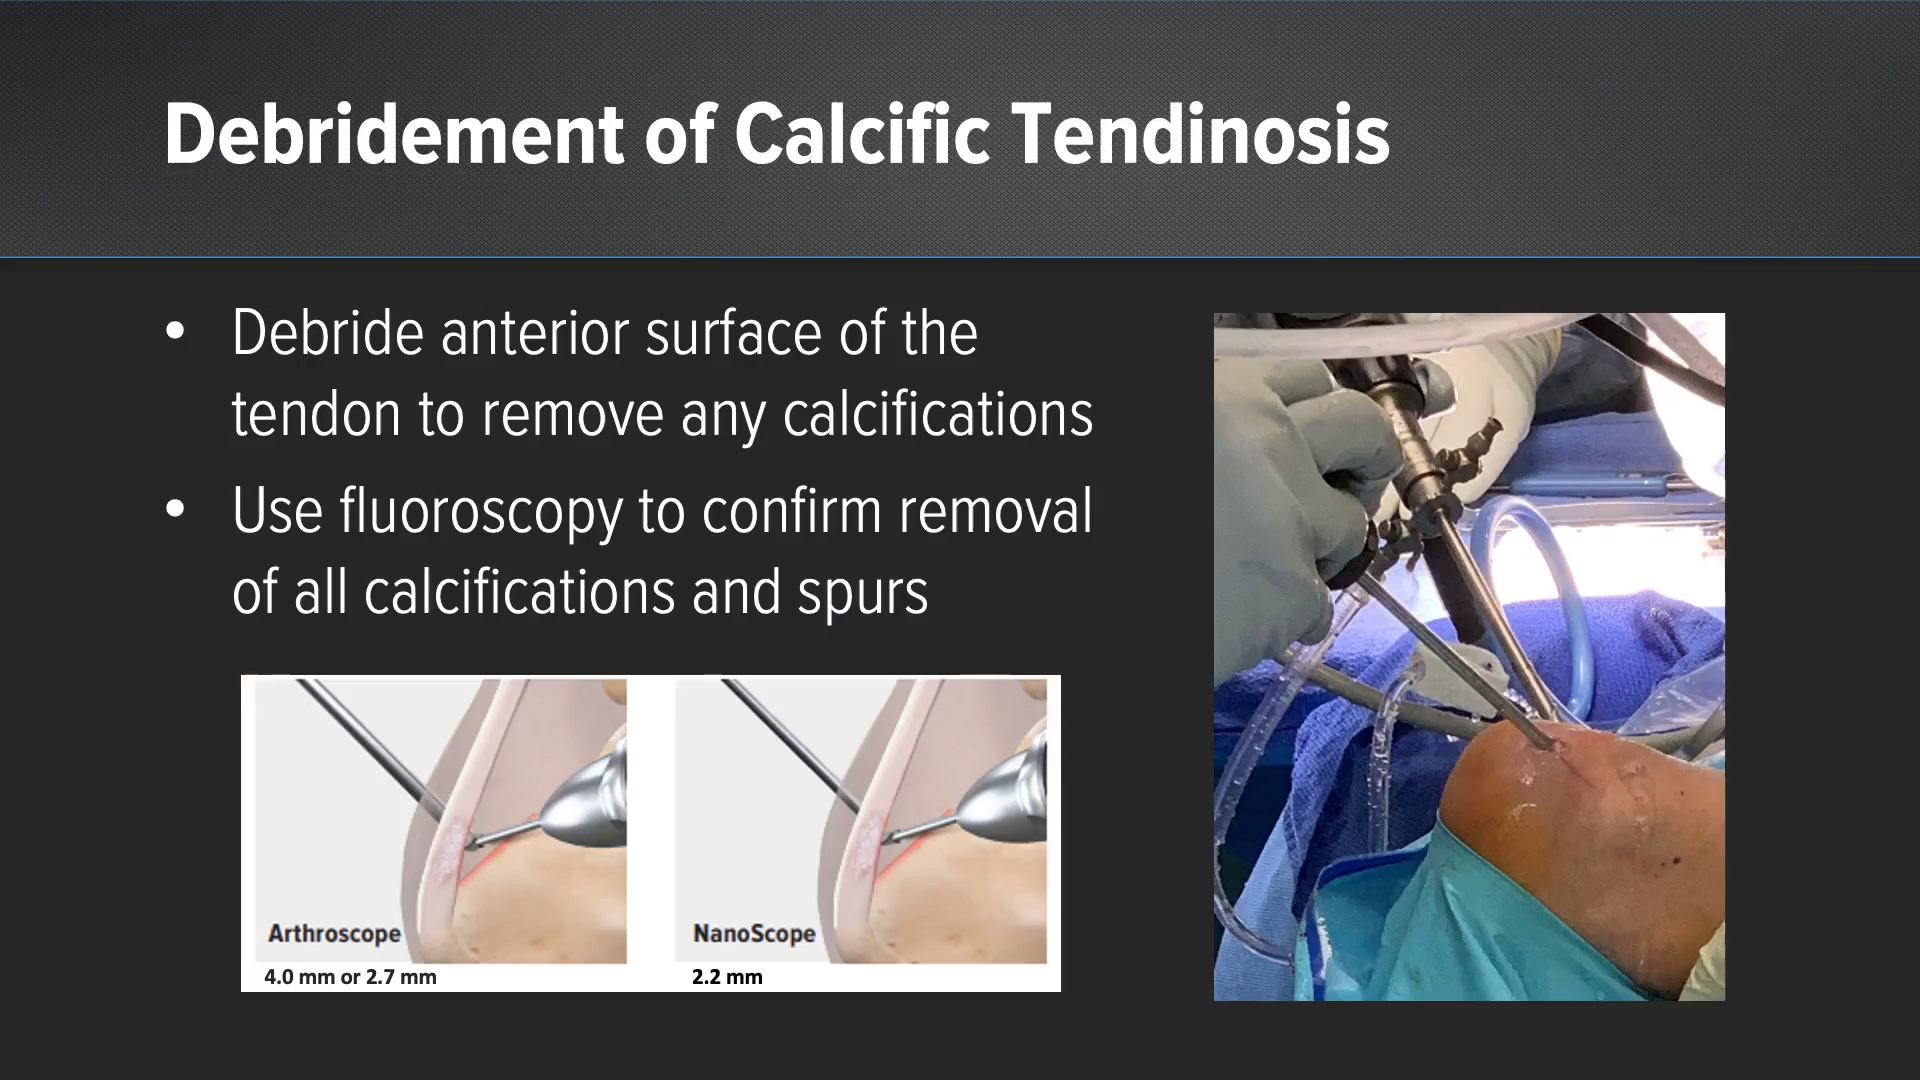 Debridement of Calcific Tendinosis
• Debride anterior surface of the
tendon to remove any calcifications
• Use fluoroscopy to confirm removal
of all calcifications and spurs
Arthroscope
4.0 mm or 2.7 mm
NanoScope
2.2 mm